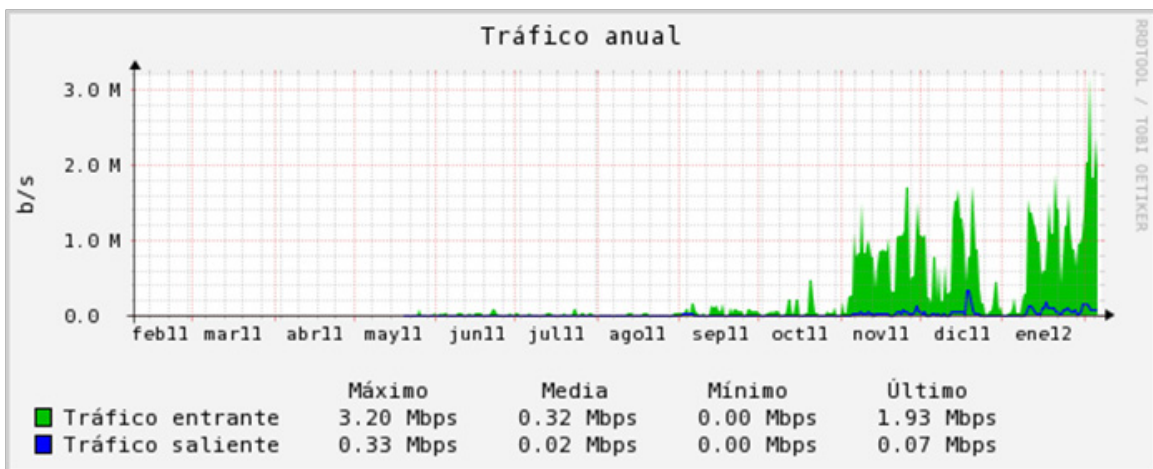 Tráfico anual
RRDTOOL / TOBI OETIKER
b/s
3.0 M
2.0 M
1.0 M
0.0
feb11 mar11 abr11 may11 jun11 jul11 ago11 sep11 oct11 nov11 dic11 ene12
Máximo Media Mínimo Último
Tráfico entrante 3.20 Mbps 0.32 Mbps 0.00 Mbps 1.93 Mbps
Tráfico saliente 0.33 Mbps 0.02 Mbps 0.00 Mbps 0.07 Mbps